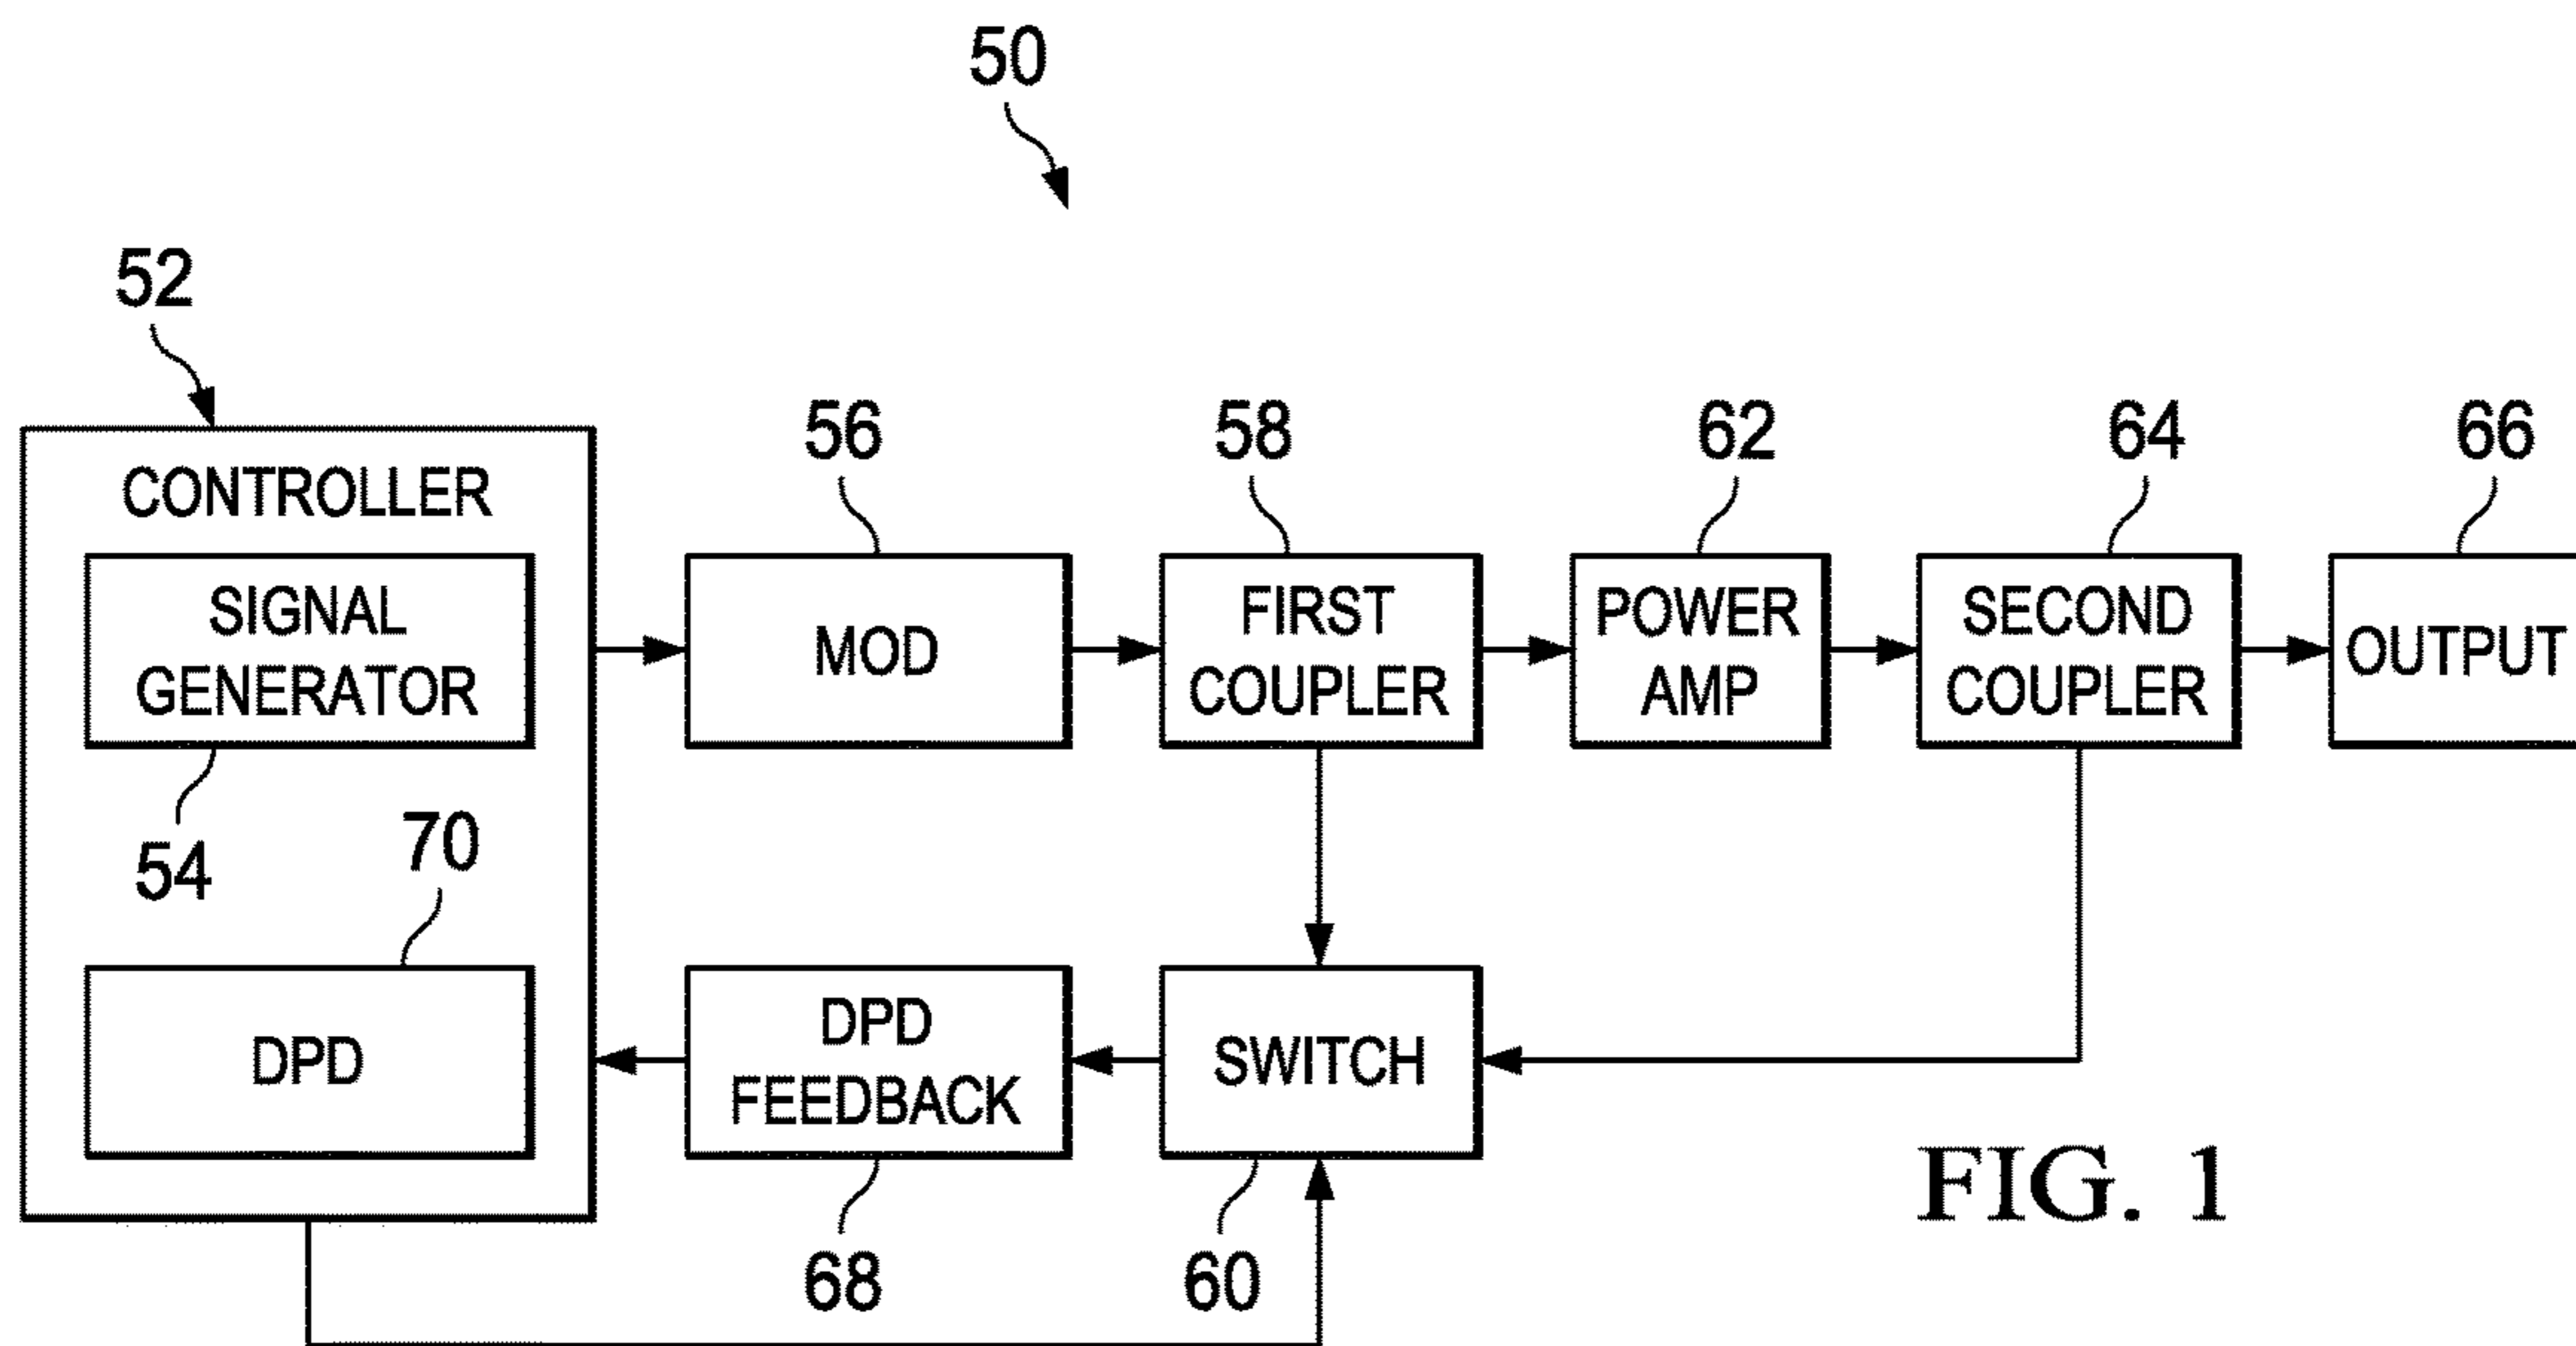 50
52
56
58
62
64
66
CONTROLLER
SIGNAL
GENERATOR
MOD
FIRST
COUPLER
POWER
AMP
SECOND
COUPLER
OUTPUT
54
70
DPD
DPD
FEEDBACK
SWITCH
68
60
FIG. 1